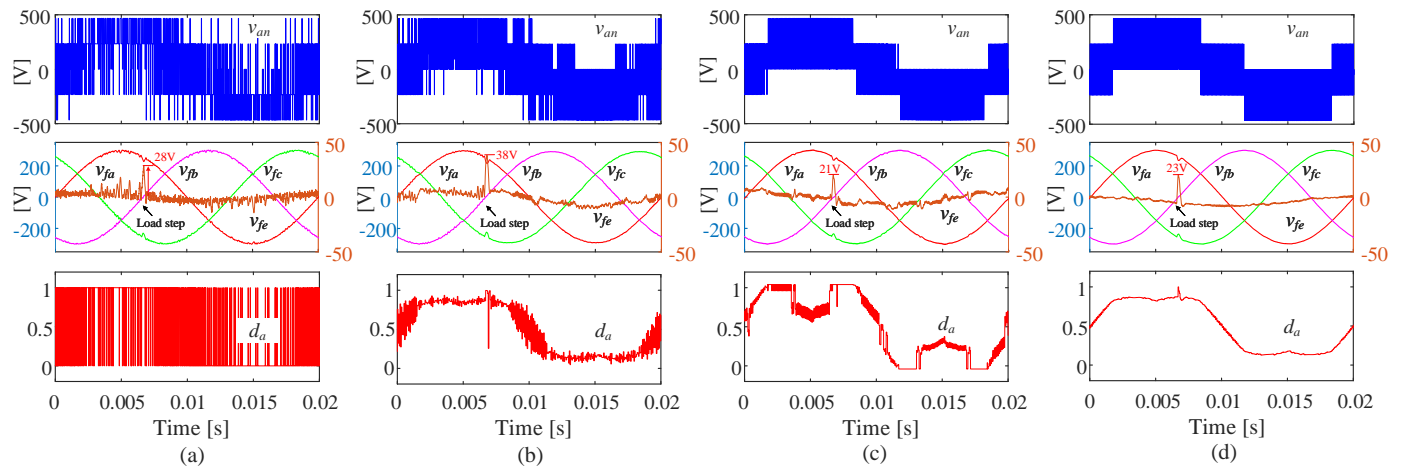 500
0
-500
[V]
v_an
200
0
-200
[V]
50
0
-50
v_fa
v_fb
v_fc
28V
Load step
v_fe
1
0.5
0
d_a
0
0.005
0.01
0.015
0.02
Time [s]
(a)
500
0
-500
[V]
v_an
200
0
-200
[V]
50
0
-50
v_fa
v_fb
v_fc
38V
Load step
v_fe
1
0.5
0
d_a
0
0.005
0.01
0.015
0.02
Time [s]
(b)
500
0
-500
[V]
v_an
200
0
-200
[V]
50
0
-50
v_fa
v_fb
v_fc
21V
Load step
v_fe
1
0.5
0
d_a
0
0.005
0.01
0.015
0.02
Time [s]
(c)
500
0
-500
[V]
v_an
200
0
-200
[V]
50
0
-50
v_fa
v_fb
v_fc
23V
Load step
v_fe
1
0.5
0
d_a
0
0.005
0.01
0.015
0.02
Time [s]
(d)